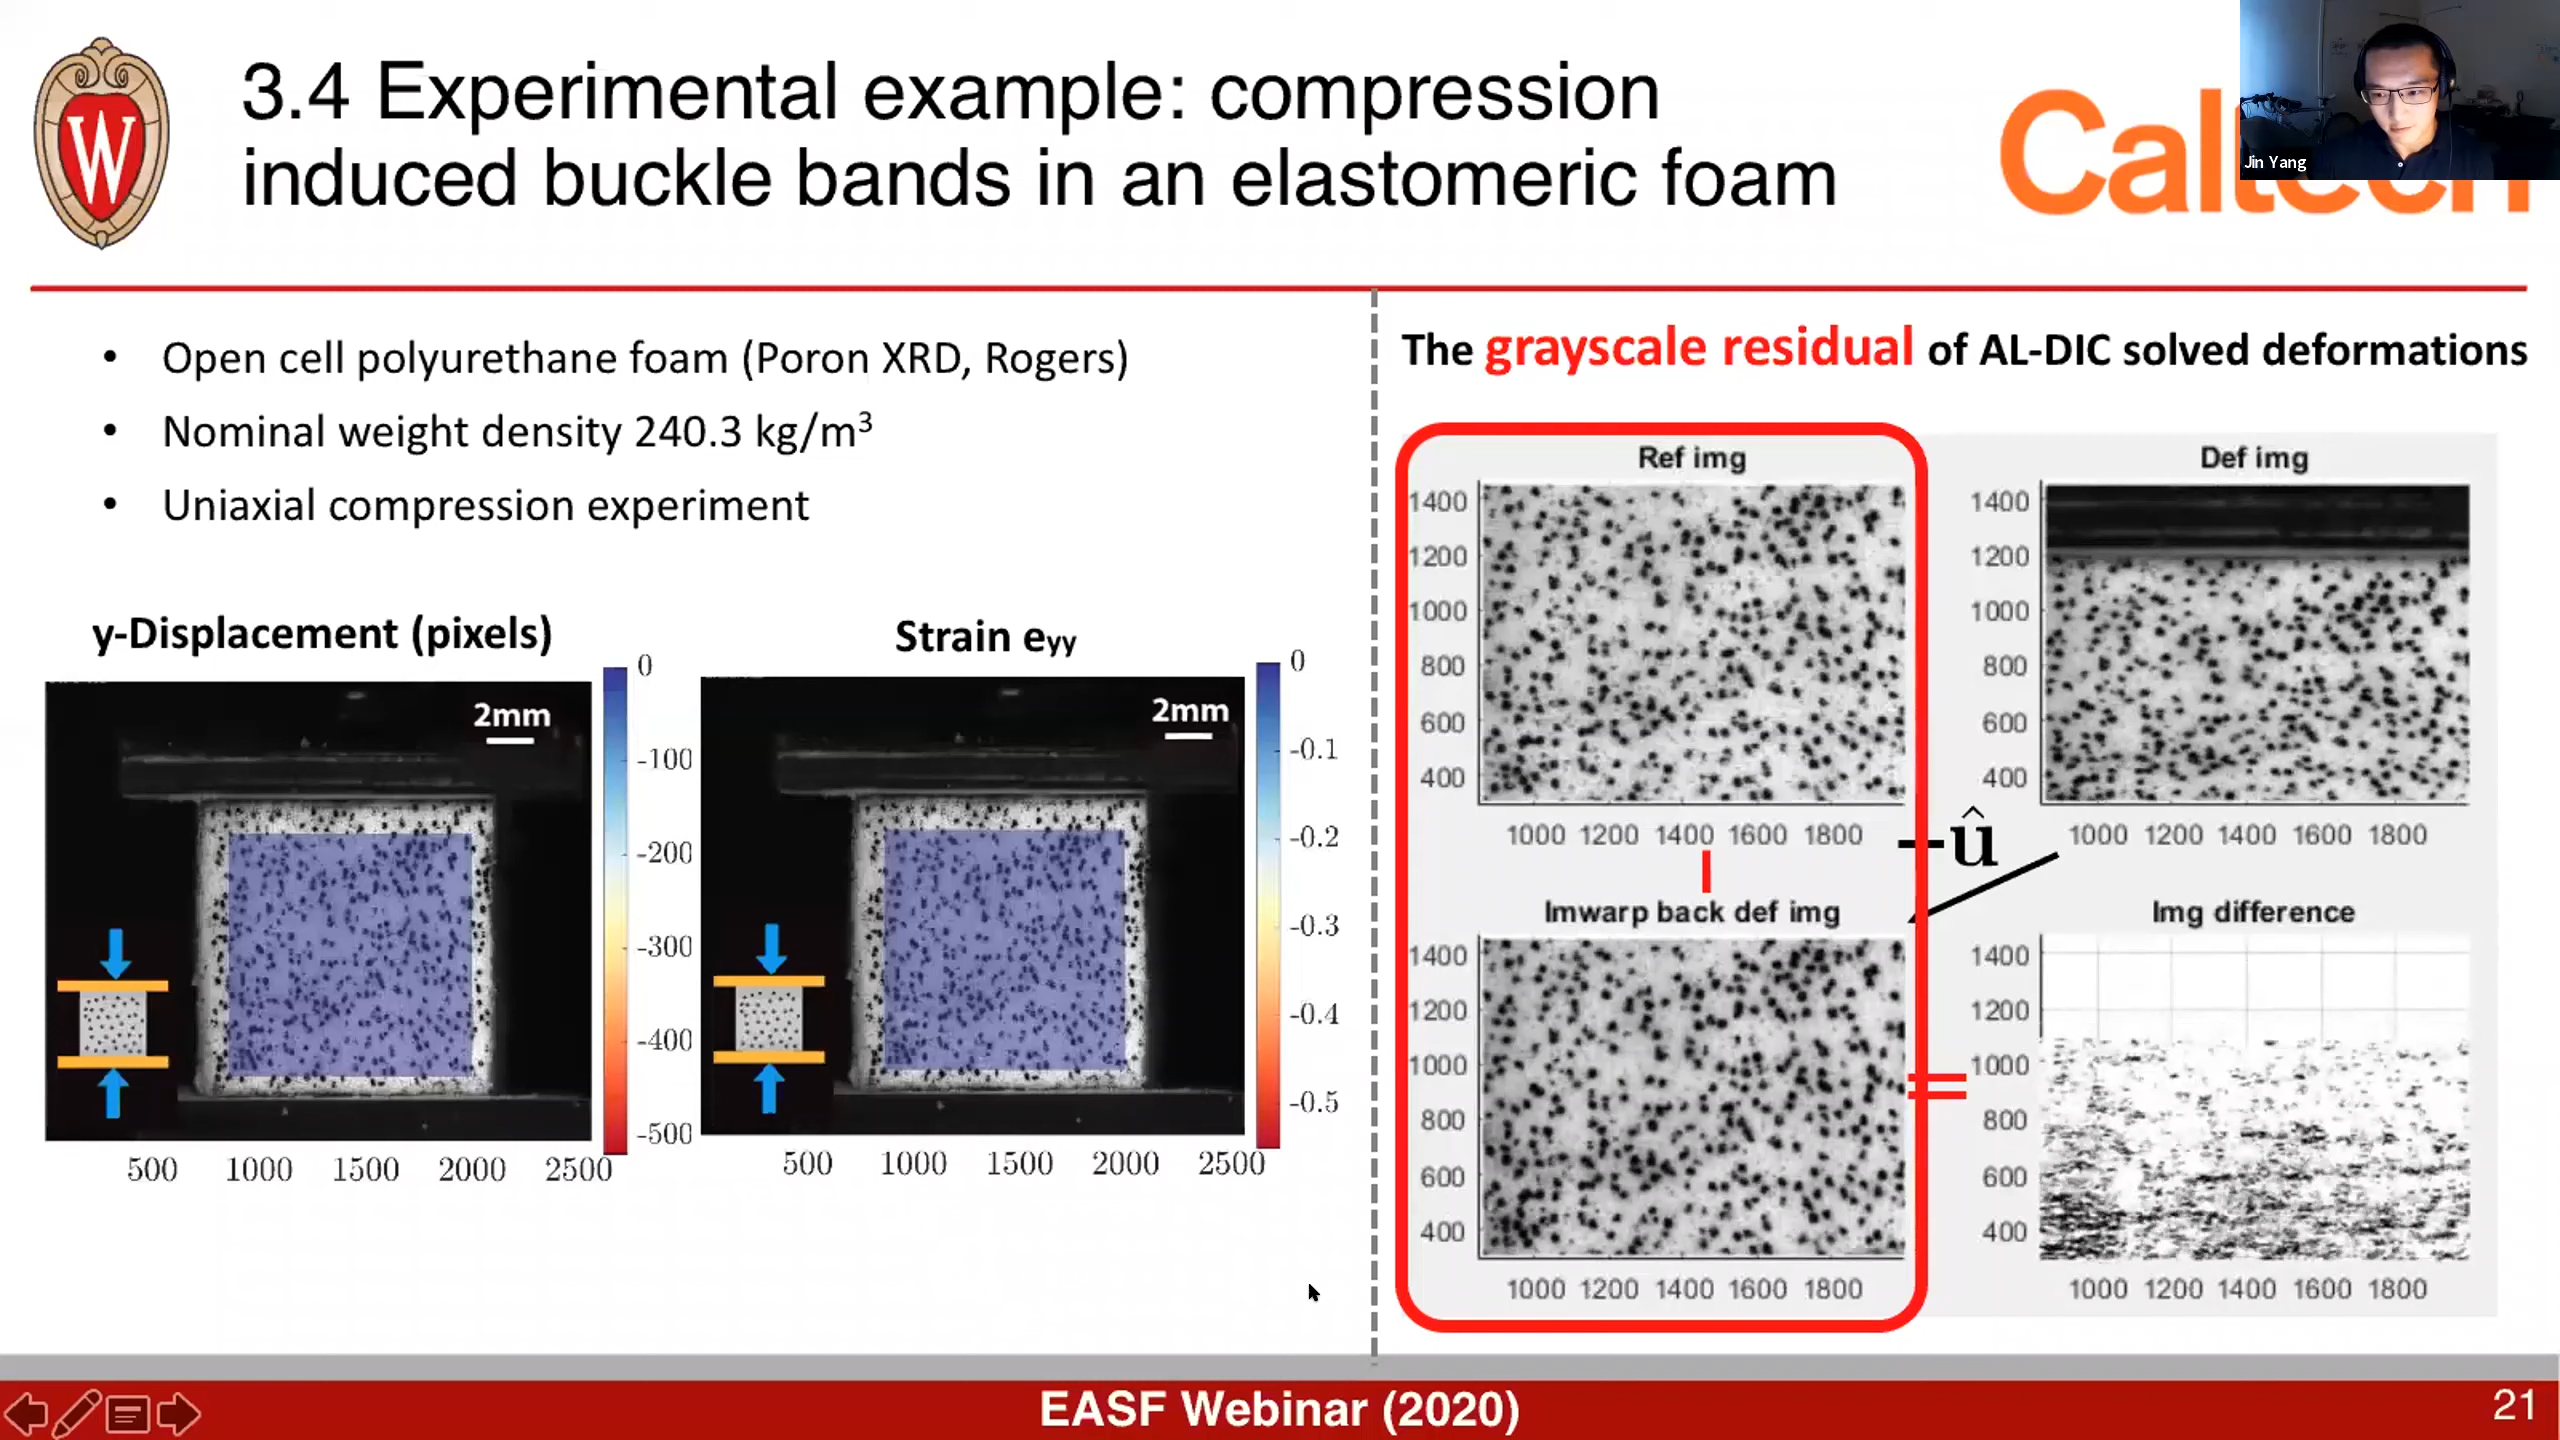 3.4 Experimental example: compression
induced buckle bands in an elastomeric foam
W
Caltech
Jin Yang
• Open cell polyurethane foam (Poron XRD, Rogers)
• Nominal weight density 240.3 kg/m³
• Uniaxial compression experiment
y-Displacement (pixels)
2mm
0
-100
-200
-300
-400
-500
500 1000 1500 2000 2500
Strain eyy
2mm
0
-0.1
-0.2
-0.3
-0.4
-0.5
500 1000 1500 2000 2500
The grayscale residual of AL-DIC solved deformations
Ref img
1400
1200
1000
800
600
400
1000 1200 1400 1600 1800
Def img
1400
1200
1000
800
600
400
1000 1200 1400 1600 1800
−û
Imwarp back def img
1400
1200
1000
800
600
400
1000 1200 1400 1600 1800
=
Img difference
1400
1200
1000
800
600
400
1000 1200 1400 1600 1800
EASF Webinar (2020)
21